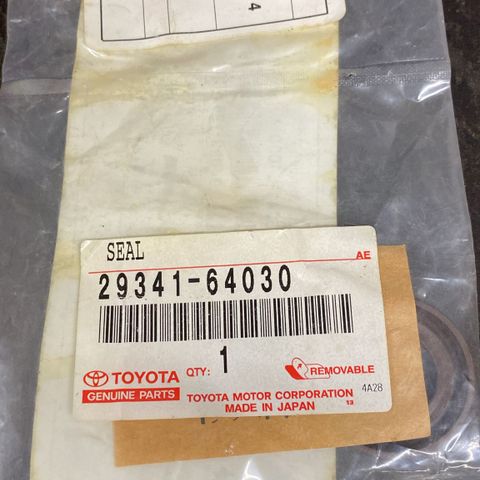 4
SEAL
AE
29341-64030
TOYOTA QTY: 1 REMOVABLE
GENUINE PARTS TOYOTA MOTOR CORPORATION 4A28
MADE IN JAPAN 13